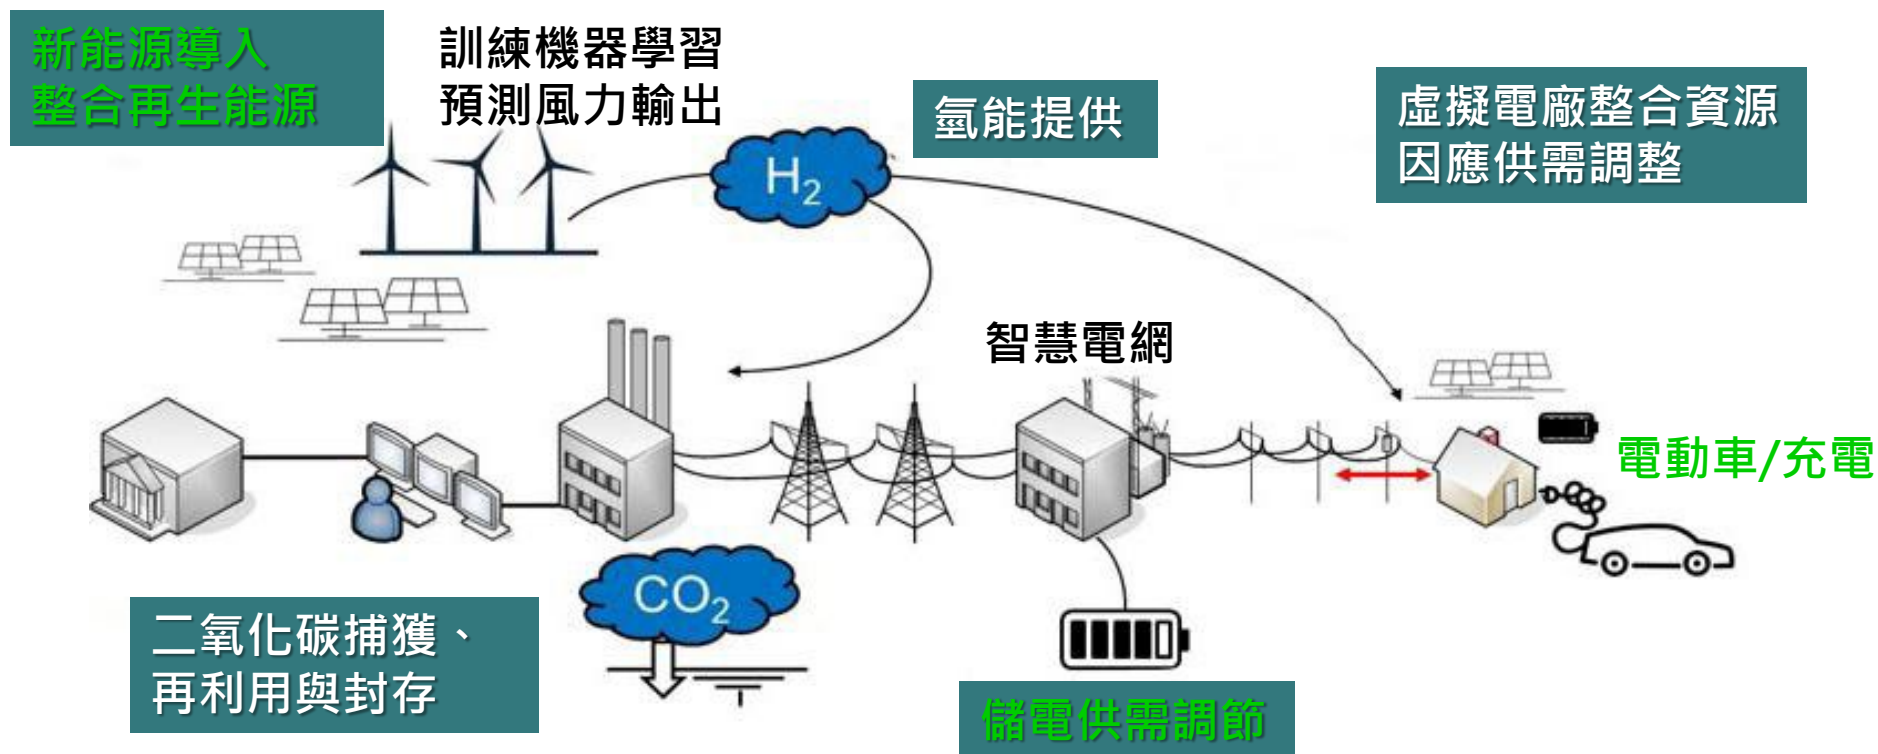 新能源導入
整合再生能源
訓練機器學習
預測風力輸出
氫能提供
虛擬電廠整合資源
因應供需調整
H₂
智慧電網
電動車/充電
CO₂
二氧化碳捕獲、
再利用與封存
儲電供需調節